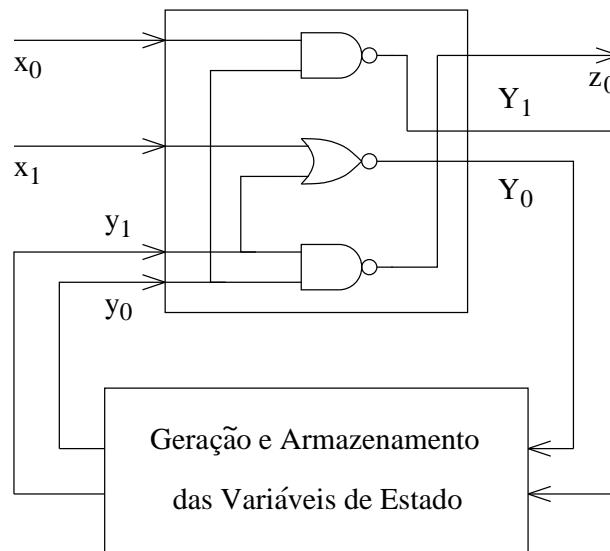 x0
z0
Y1
x1
Y0
y1
y0
Geração e Armazenamento
das Variáveis de Estado